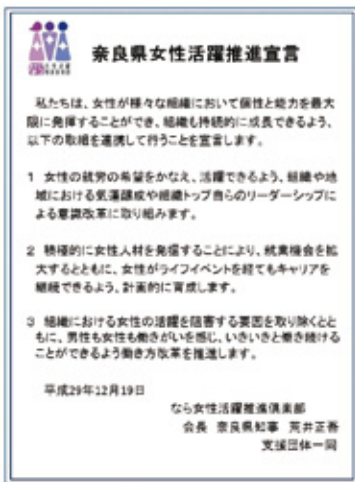 奈良県女性活躍推進宣言
私たちは、女性が様々な組織において個性と能力を最大
限に発揮することができ、組織も持続的に成長できるよう、
以下の取組を連携して行うことを宣言します。
1 女性の就労の希望をかなえ、活躍できるよう、組織や地
域における気運醸成や組織トップ自らのリーダーシップに
よる意識改革に取り組みます。
2 積極的に女性人材を発掘することにより、就業機会を拡
大するとともに、女性がライフイベントを経てもキャリアを
継続できるよう、計画的に育成します。
3 組織における女性の活躍を阻害する要因を取り除くとと
もに、男性も女性も働きがいを感じ、いきいきと働き続ける
ことができるよう働き方改革を推進します。
平成29年12月19日
なら女性活躍推進倶楽部
会長 奈良県知事 荒井正吾
支援団体一同